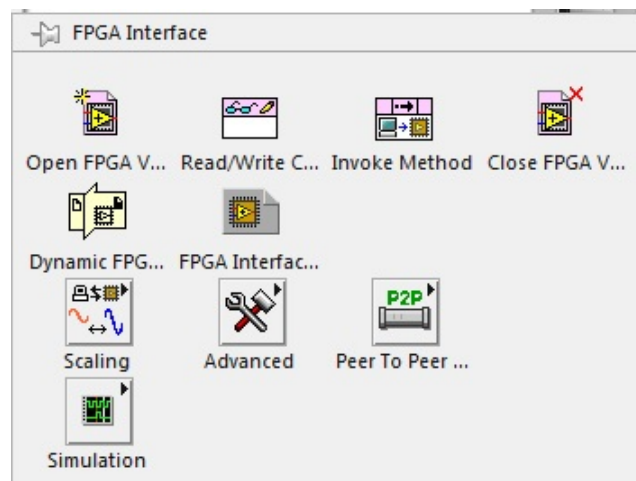 FPGA Interface
Open FPGA V... Read/Write C... Invoke Method Close FPGA V...
Dynamic FPG... FPGA Interfac...
P2P
Scaling Advanced Peer To Peer ...
Simulation